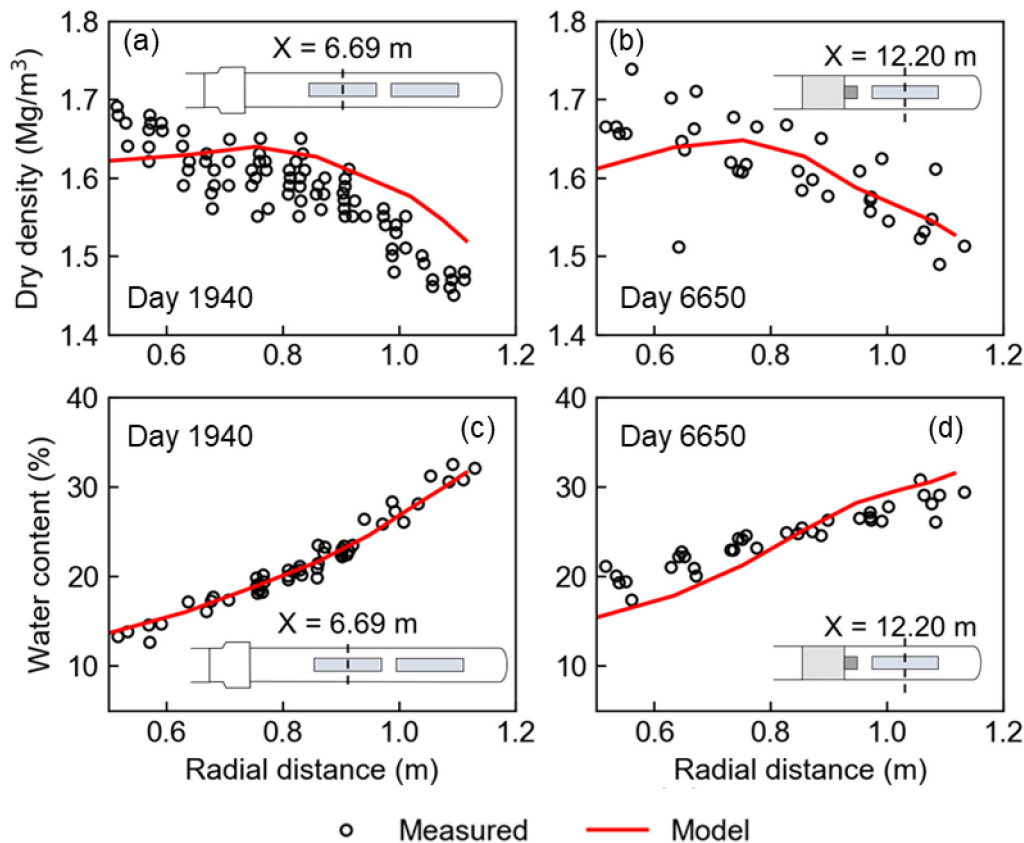 (a)
X = 6.69 m
Day 1940
Dry density (Mg/m³)
1.8
1.7
1.6
1.5
1.4
0.6 0.8 1.0 1.2
(b)
X = 12.20 m
Day 6650
1.8
1.7
1.6
1.5
1.4
0.6 0.8 1.0 1.2
Day 1940 (c)
X = 6.69 m
Water content (%)
40
30
20
10
0.6 0.8 1.0 1.2
Radial distance (m)
Day 6650 (d)
X = 12.20 m
40
30
20
10
0.6 0.8 1.0 1.2
Radial distance (m)
Measured Model